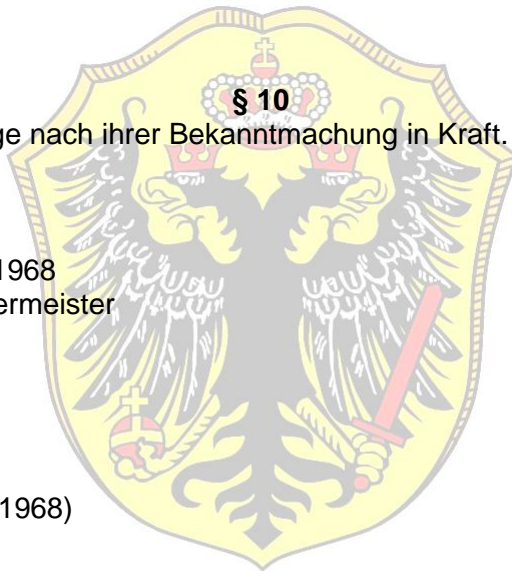 § 10
ge nach ihrer Bekanntmachung in Kraft.
1968
ermeister
1968)